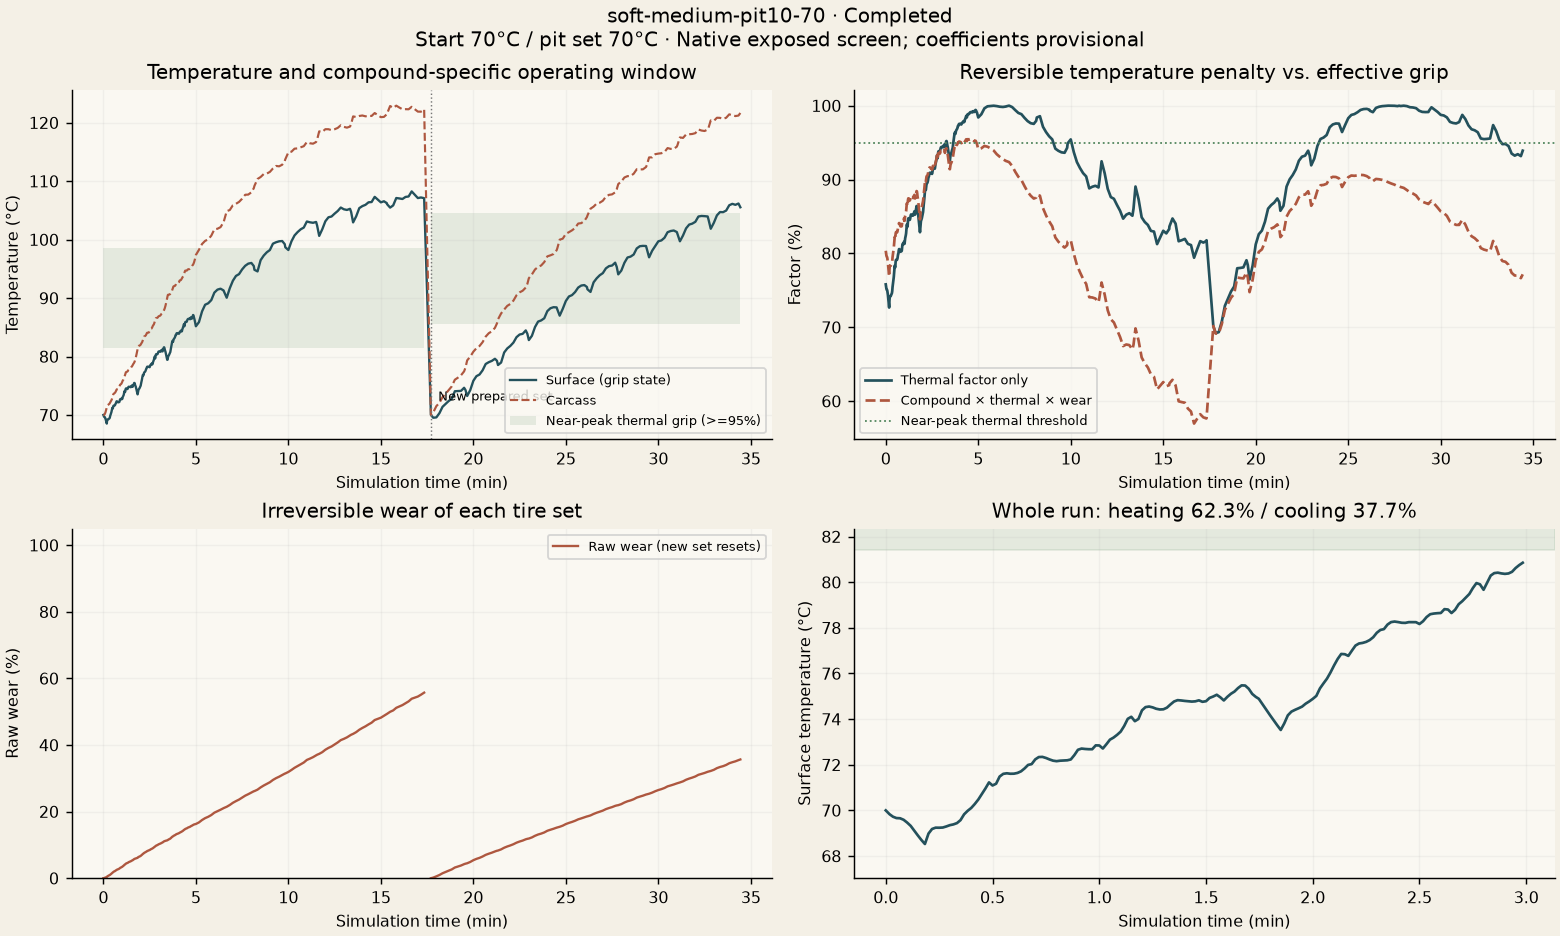 soft-medium-pit10-70 · Completed
Start 70°C / pit set 70°C · Native exposed screen; coefficients provisional
Temperature and compound-specific operating window
Temperature (°C)
120
110
100
90
80
70
New prepared set
Surface (grip state)
Carcass
Near-peak thermal grip (>=95%)
0 5 10 15 20 25 30 35
Simulation time (min)
Reversible temperature penalty vs. effective grip
Factor (%)
100
90
80
70
60
Thermal factor only
Compound × thermal × wear
Near-peak thermal threshold
0 5 10 15 20 25 30 35
Simulation time (min)
Irreversible wear of each tire set
Raw wear (%)
100
80
60
40
20
0
Raw wear (new set resets)
0 5 10 15 20 25 30 35
Simulation time (min)
Whole run: heating 62.3% / cooling 37.7%
Surface temperature (°C)
82
80
78
76
74
72
70
68
0.0 0.5 1.0 1.5 2.0 2.5 3.0
Simulation time (min)